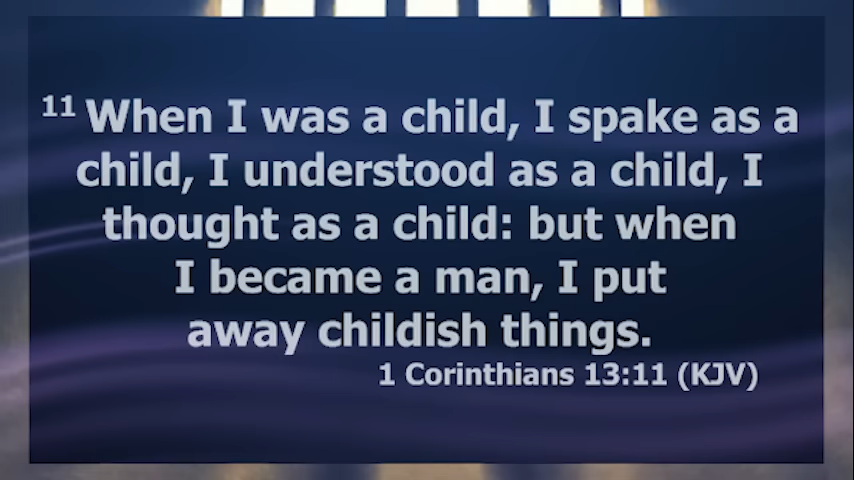 11 When I was a child, I spake as a
child, I understood as a child, I
thought as a child: but when
I became a man, I put
away childish things.
1 Corinthians 13:11 (KJV)